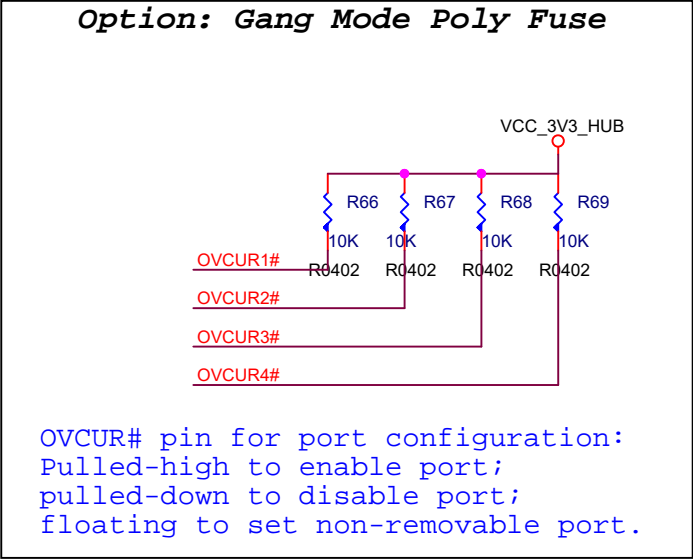 Option: Gang Mode Poly Fuse
VCC_3V3_HUB
R66 R67 R68 R69
10K 10K 10K 10K
OVCUR1#
R0402 R0402 R0402 R0402
OVCUR2#
OVCUR3#
OVCUR4#
OVCUR# pin for port configuration:
Pulled-high to enable port;
pulled-down to disable port;
floating to set non-removable port.